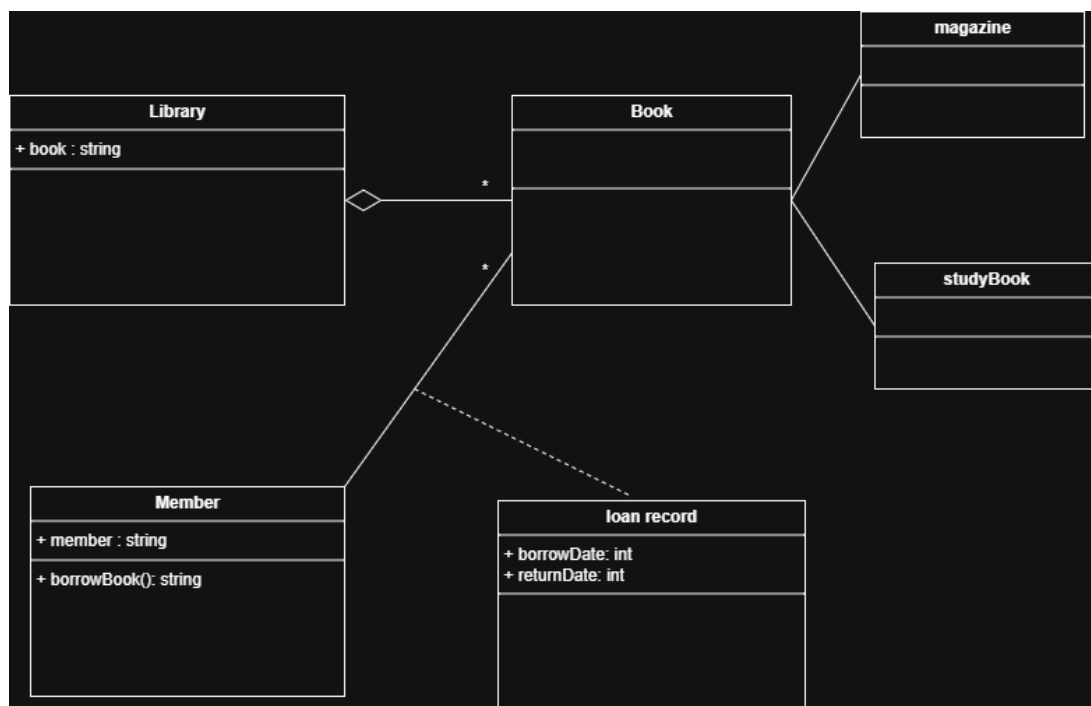 magazine
Library
+ book : string
Book
*
*
studyBook
Member
+ member : string
+ borrowBook(): string
loan record
+ borrowDate: int
+ returnDate: int